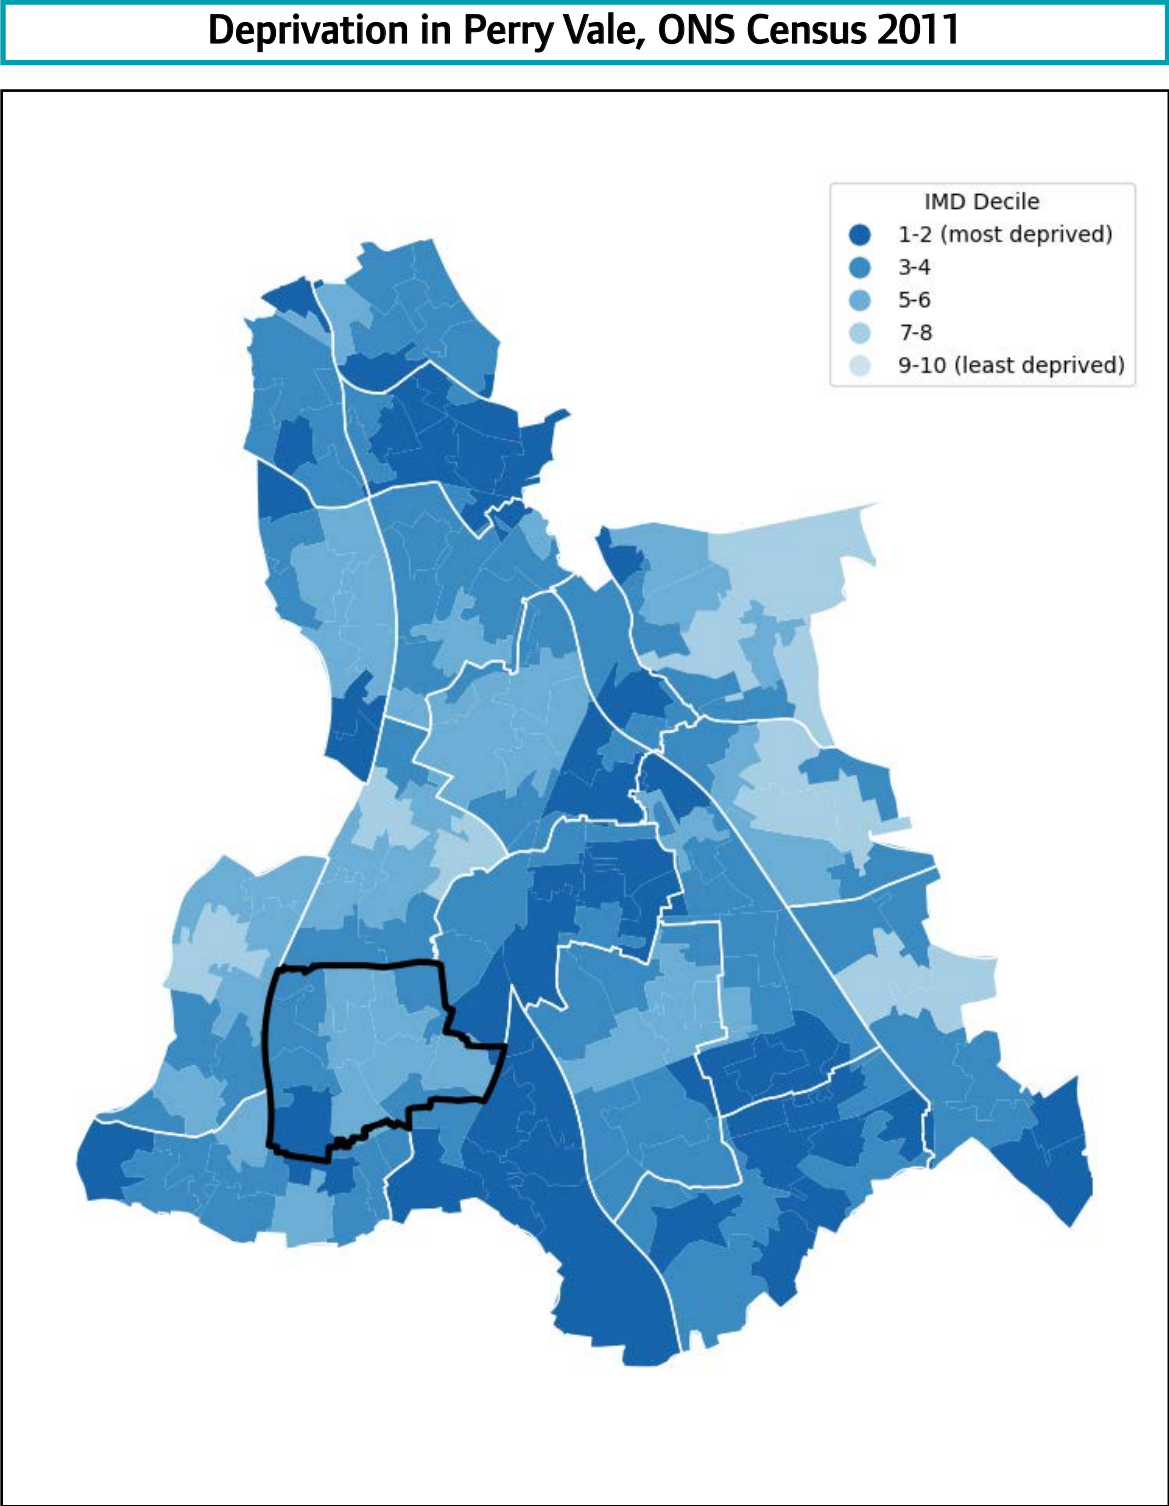 Deprivation in Perry Vale, ONS Census 2011
IMD Decile
1-2 (most deprived)
3-4
5-6
7-8
9-10 (least deprived)